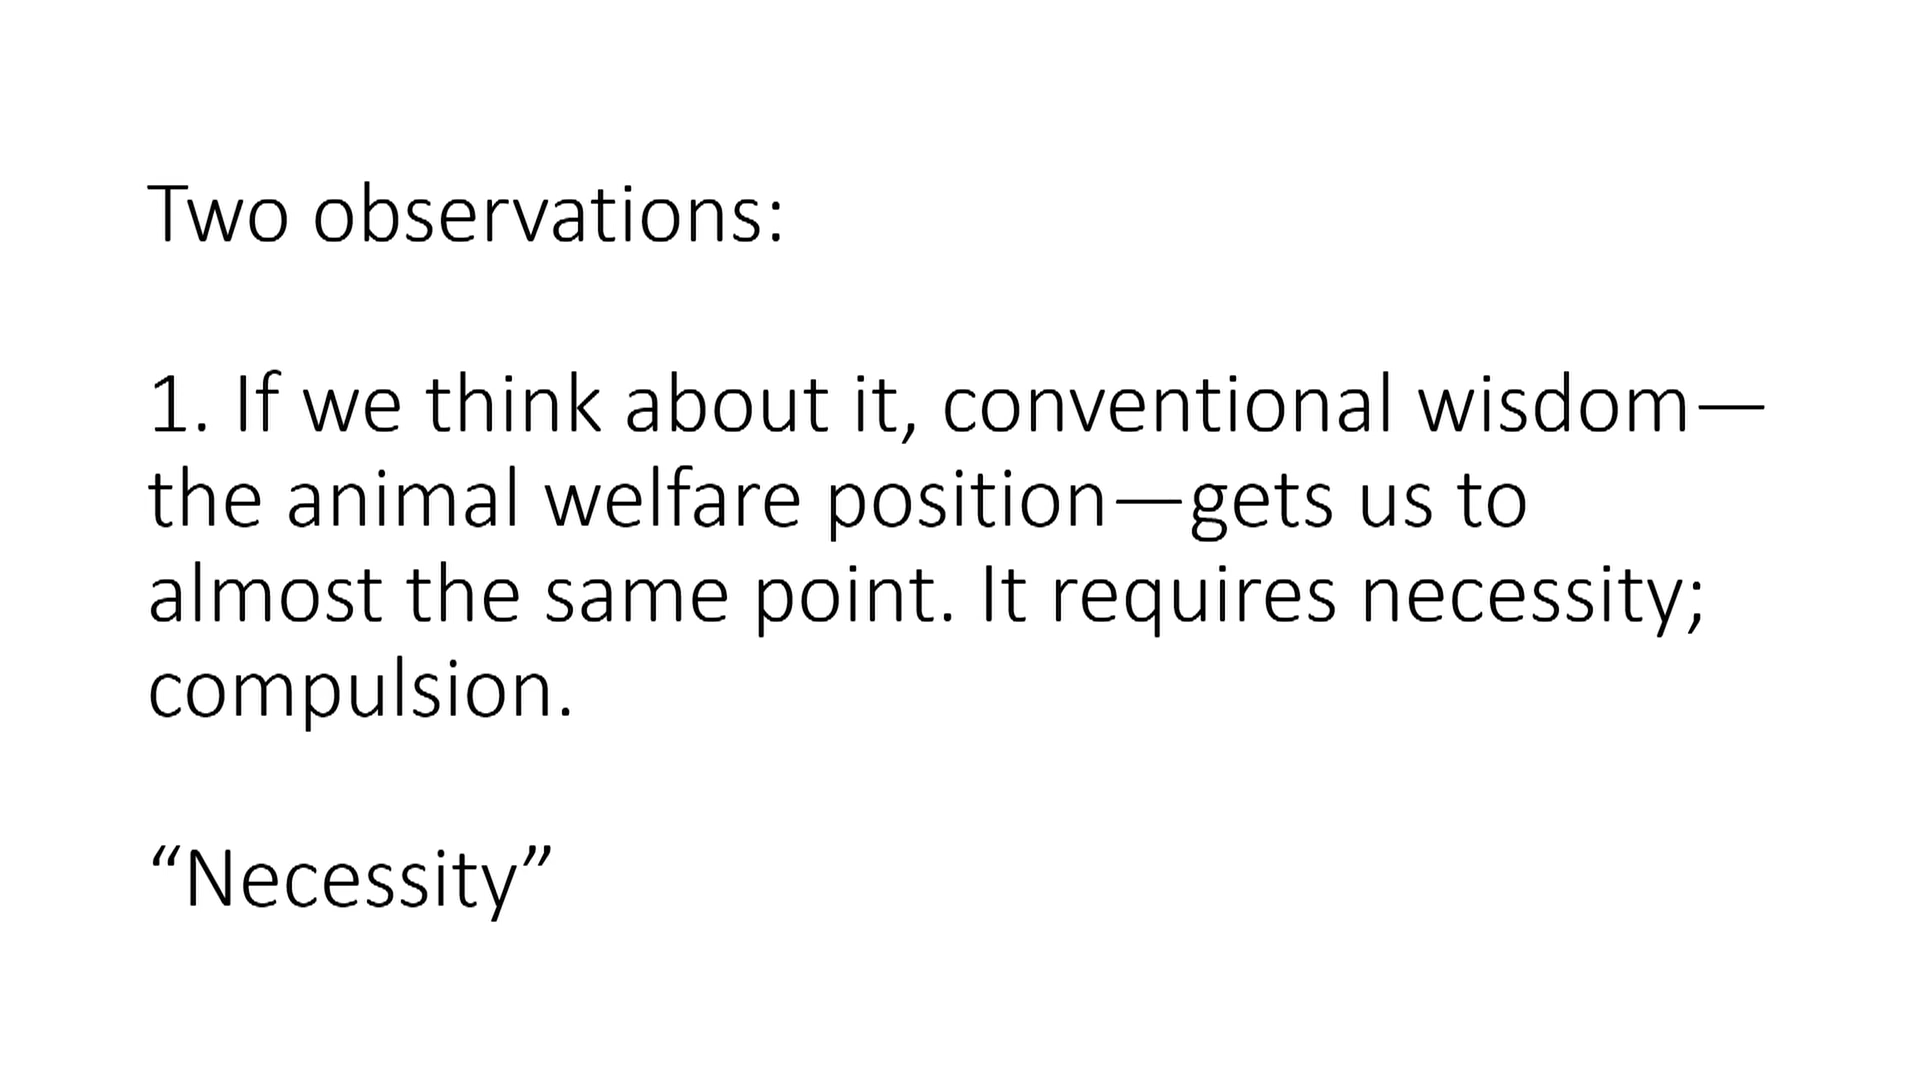 Two observations:
1. If we think about it, conventional wisdom—
the animal welfare position—gets us to
almost the same point. It requires necessity;
compulsion.
“Necessity”